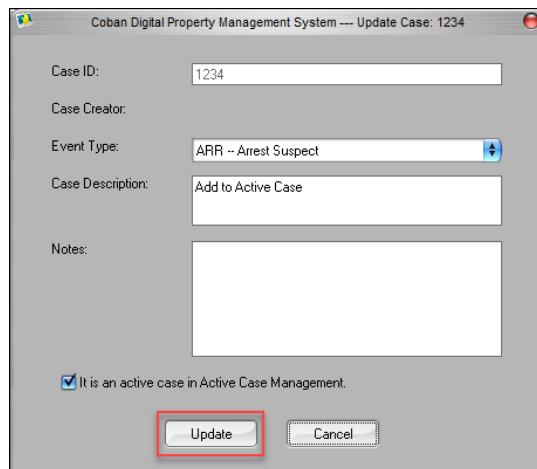 Coban Digital Property Management System --- Update Case: 1234
Case ID: 1234
Case Creator:
Event Type: ARR -- Arrest Suspect
Case Description: Add to Active Case
Notes:
It is an active case in Active Case Management.
Update Cancel